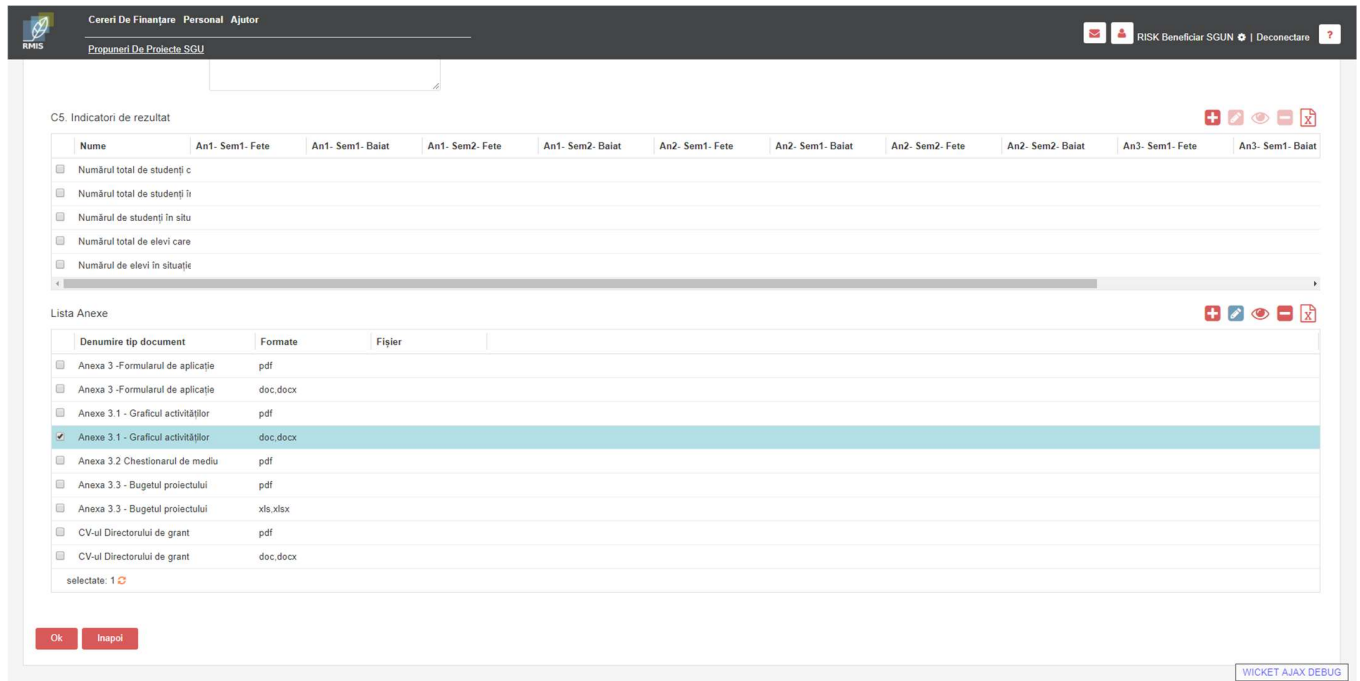 Cereri De Finanțare Personal Ajutor
RMIS
Propuneri De Proiecte SGU
RISK Beneficiar SGUN | Deconectare ?
C5. Indicatori de rezultat
Nume An1- Sem1- Fete An1- Sem1- Baiat An1- Sem2- Fete An1- Sem2- Baiat An2- Sem1- Fete An2- Sem1- Baiat An2- Sem2- Fete An2- Sem2- Baiat An3- Sem1- Fete An3- Sem1- Baiat
Numărul total de studenți c
Numărul total de studenți în
Numărul de studenți în situ
Numărul total de elevi care
Numărul de elevi în situație
Lista Anexe
Denumire tip document Formate Fișier
Anexa 3 -Formularul de aplicație pdf
Anexa 3 -Formularul de aplicație doc,docx
Anexe 3.1 - Graficul activităților pdf
Anexe 3.1 - Graficul activităților doc,docx
Anexa 3.2 Chestionarul de mediu pdf
Anexa 3.3 - Bugetul proiectului pdf
Anexa 3.3 - Bugetul proiectului xls,xlsx
CV-ul Directorului de grant pdf
CV-ul Directorului de grant doc,docx
selectate: 1
Ok Inapoi
WICKET AJAX DEBUG